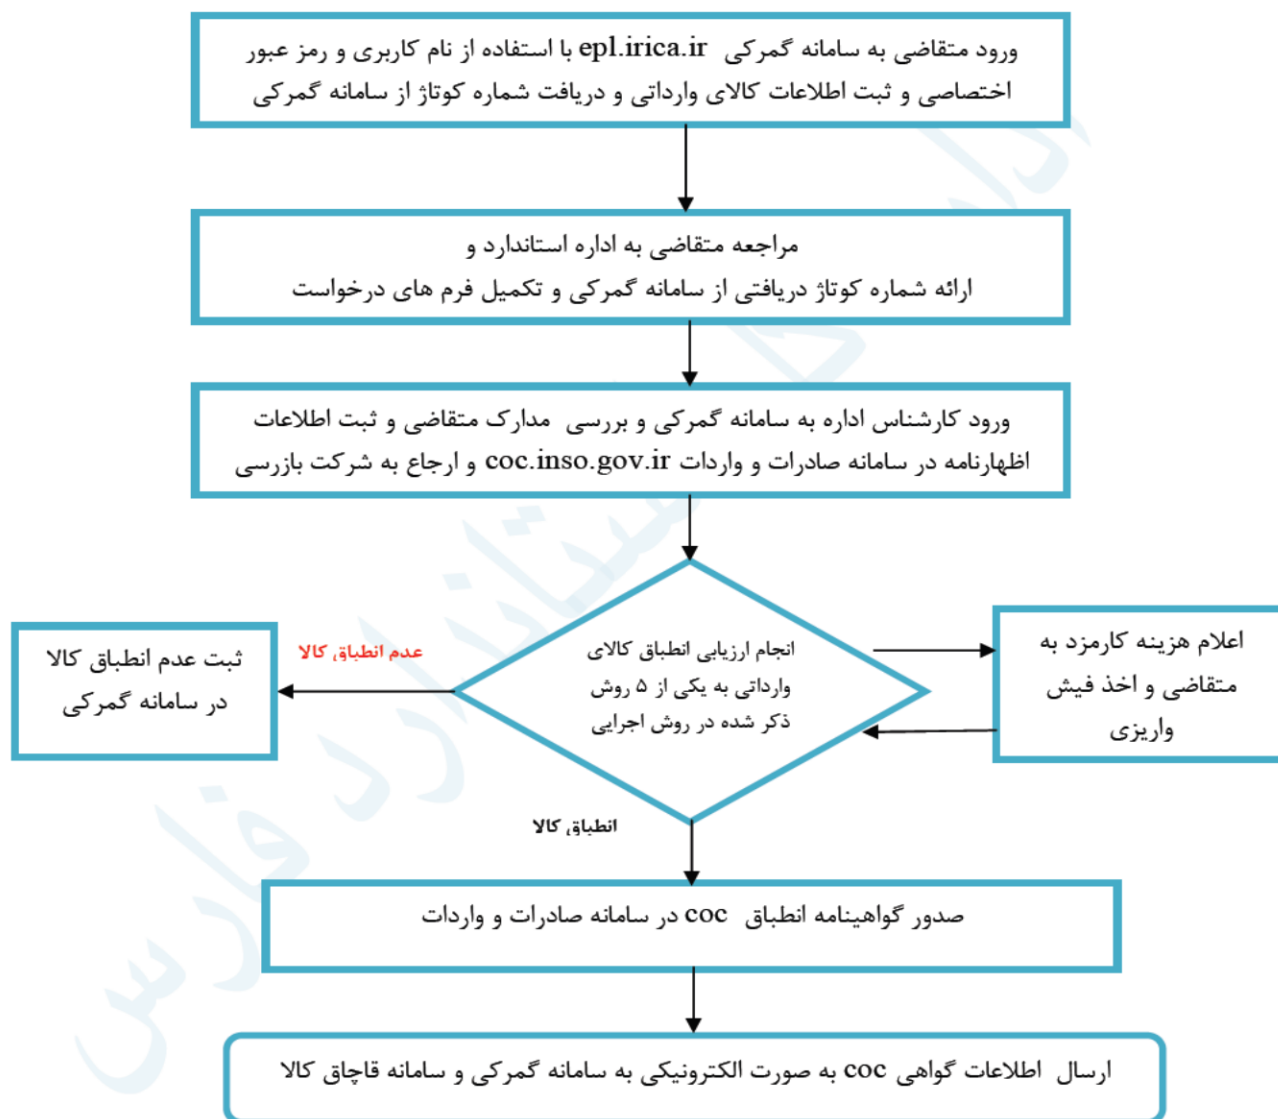 ورود متقاضی به سامانه گمرکی epl.irica.ir با استفاده از نام کاربری و رمز عبور
اختصاصی و ثبت اطلاعات کالای وارداتی و دریافت شماره کوتاژ از سامانه گمرکی
مراجعه متقاضی به اداره استاندارد و
ارائه شماره کوتاژ دریافتی از سامانه گمرکی و تکمیل فرم های درخواست
ورود کارشناس اداره به سامانه گمرکی و بررسی مدارک متقاضی و ثبت اطلاعات
اظهارنامه در سامانه صادرات و واردات coc.inso.gov.ir و ارجاع به شرکت بازرسی
اعلام هزینه کارمزد به
متقاضی و اخذ فیش
واریزی
انجام ارزیابی انطباق کالای
وارداتی به یکی از ۵ روش
ذکر شده در روش اجرایی
عدم انطباق کالا
ثبت عدم انطباق کالا
در سامانه گمرکی
انطباق کالا
صدور گواهینامه انطباق coc در سامانه صادرات و واردات
ارسال اطلاعات گواهی coc به صورت الکترونیکی به سامانه گمرکی و سامانه قاچاق کالا
استاندارد فارس